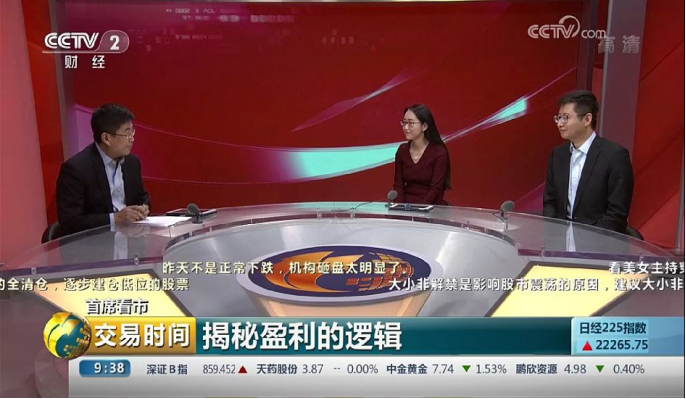 CCTV 2
财经
CCTV.com
高清
昨天不是正常下跌，机构砸盘太明显了。
看美女主持
的全清仓，逐步建仓低位的股票
大小非解禁是影响股市震荡的原因，建议大小非
首席看市
交易时间
揭秘盈利的逻辑
日经225指数
▲22265.75
9:38
深证B指 859.452▲ 天药股份 3.87 -- 0.00% 中金黄金 7.74 ▼ 1.53% 鹏欣资源 4.98 ▼ 0.40%